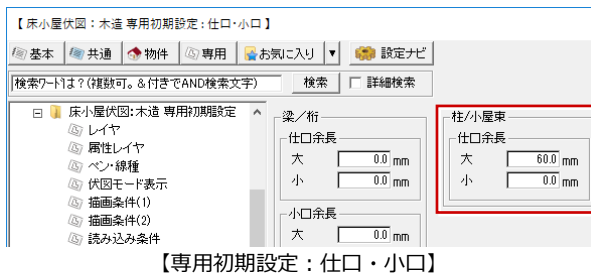 【 床小屋伏図：木造 専用初期設定 : 仕口・小口 】
基本 共通 物件 専用 お気に入り ▼ 設定ナビ
検索ワードは？(複数可。& 付きでAND検索文字) 検索 詳細検索
床小屋伏図:木造 専用初期設定
レイヤ
属性レイヤ
ペン・線種
伏図モード表示
描画条件(1)
描画条件(2)
読み込み条件
梁／桁
仕口余長
大 0.0 mm
小 0.0 mm
小口余長
大 0.0 mm
柱/小屋束
仕口余長
大 60.0 mm
小 0.0 mm
【専用初期設定：仕口・小口】